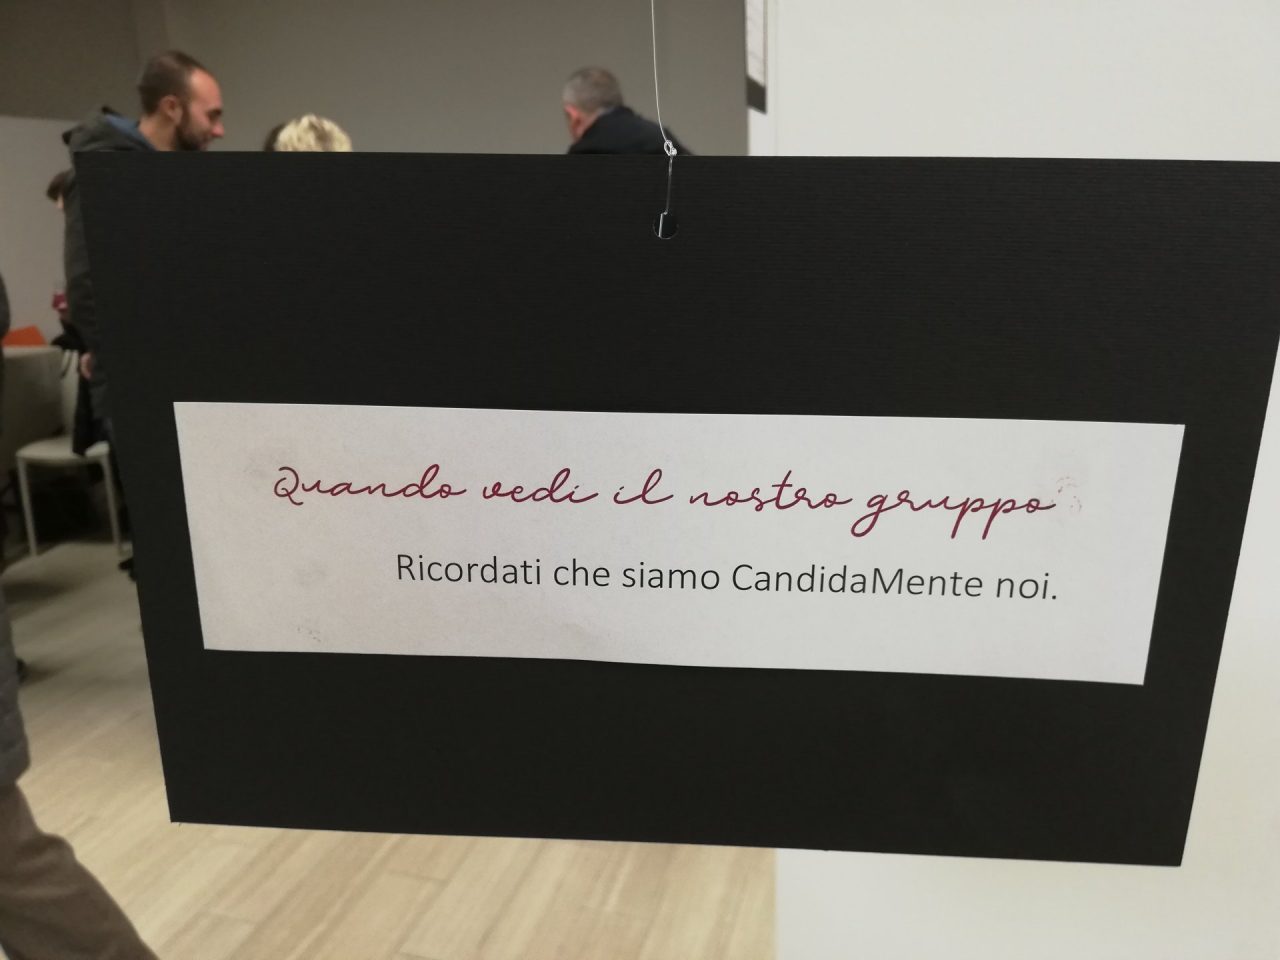 Quando vedi il nostro gruppo
Ricordati che siamo CandidaMente noi.